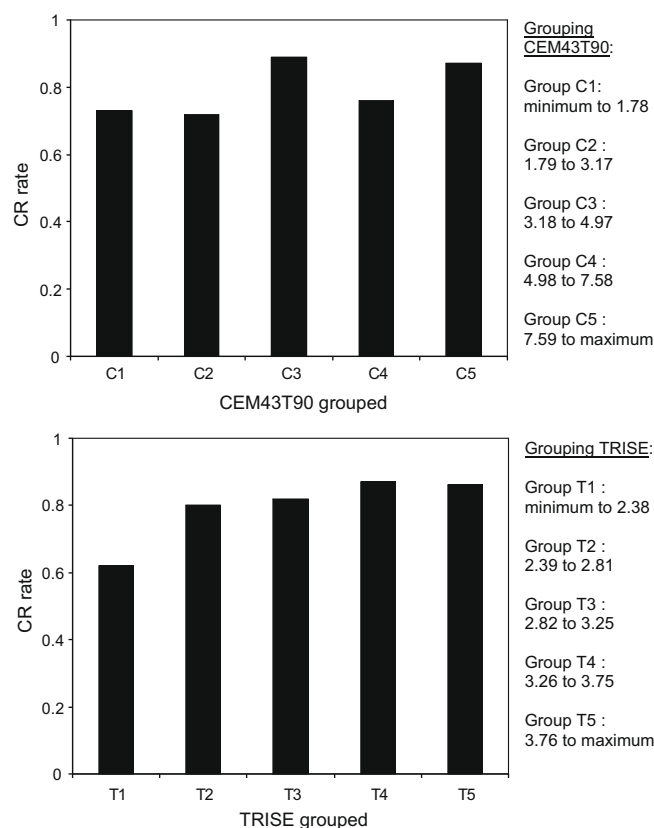 1
0.8
0.6
0.4
0.2
0
CR rate
C1 C2 C3 C4 C5
CEM43T90 grouped
Grouping
CEM43T90:
Group C1:
minimum to 1.78
Group C2 :
1.79 to 3.17
Group C3 :
3.18 to 4.97
Group C4 :
4.98 to 7.58
Group C5 :
7.59 to maximum
1
0.8
0.6
0.4
0.2
0
CR rate
T1 T2 T3 T4 T5
TRISE grouped
Grouping TRISE:
Group T1 :
minimum to 2.38
Group T2 :
2.39 to 2.81
Group T3 :
2.82 to 3.25
Group T4 :
3.26 to 3.75
Group T5 :
3.76 to maximum